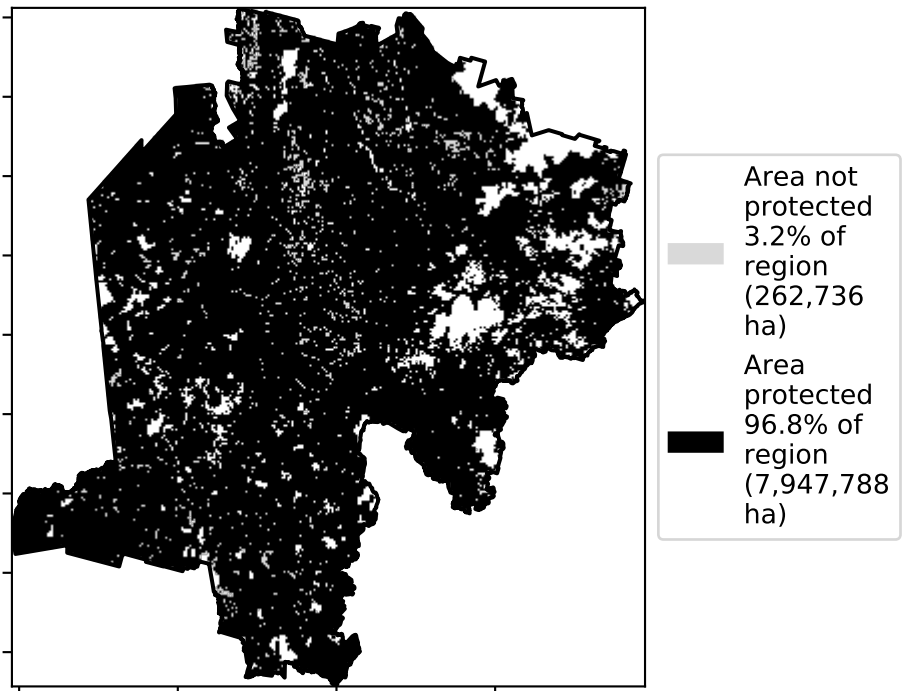 Area not
protected
3.2% of
region
(262,736
ha)
Area
protected
96.8% of
region
(7,947,788
ha)